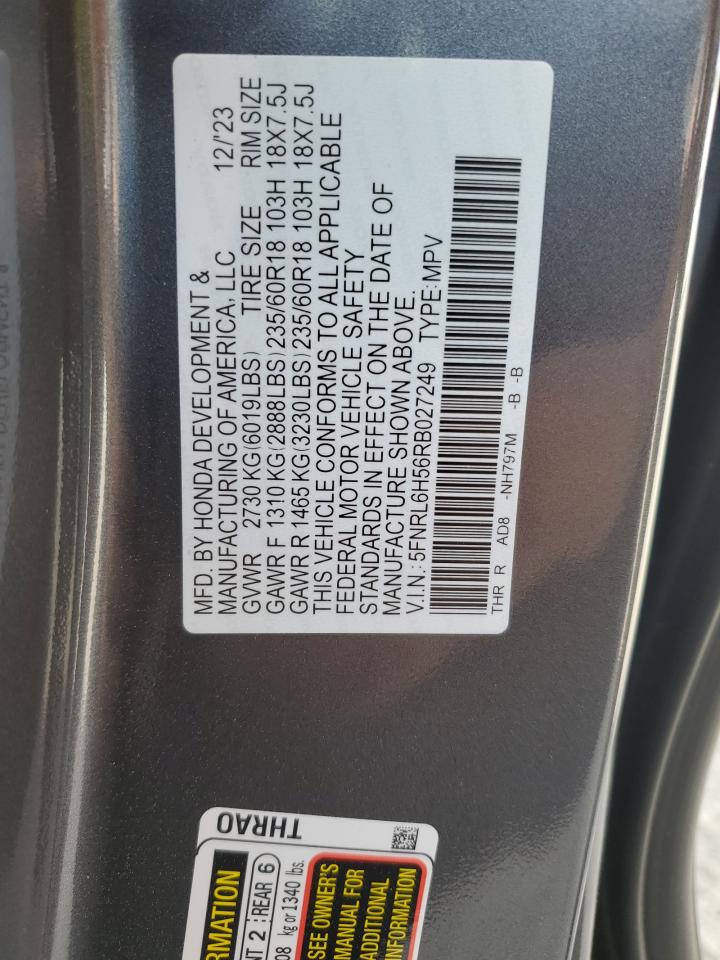 MFD. BY HONDA DEVELOPMENT &
MANUFACTURING OF AMERICA, LLC 12/'23
GVWR 2730 KG(6019LBS) TIRE SIZE RIM SIZE
GAWR F 1310 KG(2888LBS) 235/60R18 103H 18X7.5J
GAWR R 1465 KG(3230LBS) 235/60R18 103H 18X7.5J
THIS VEHICLE CONFORMS TO ALL APPLICABLE
FEDERAL MOTOR VEHICLE SAFETY
STANDARDS IN EFFECT ON THE DATE OF
MANUFACTURE SHOWN ABOVE.
V.I.N.: 5FNRL6H56RB027249 TYPE:MPV
THR R AD8 -NH797M -B -B
THRA0
RMATION
NT 2 REAR 6
08 kg or 1340 lbs.
SEE OWNER'S
MANUAL FOR
ADDITIONAL
INFORMATION